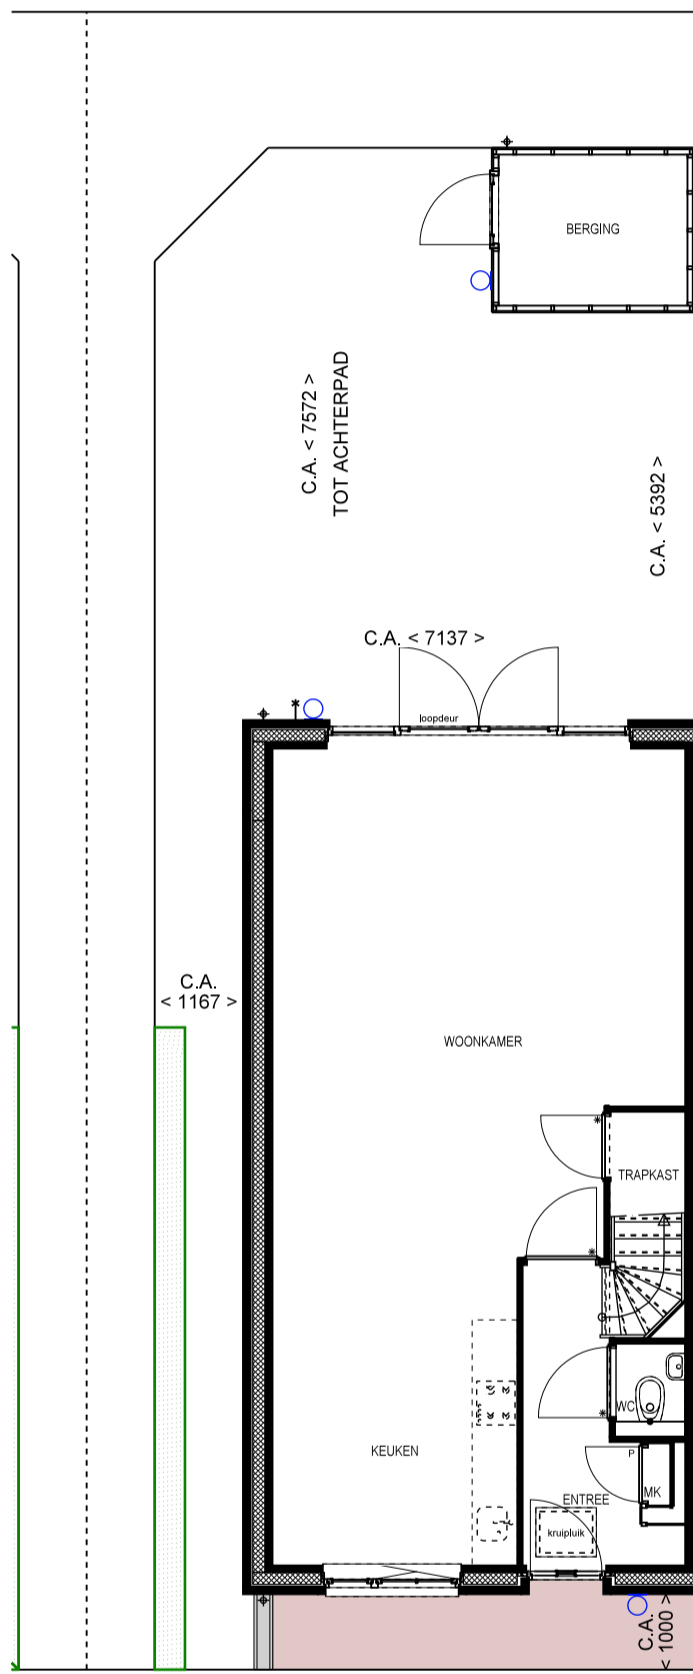 BERGING
C.A. < 7572 >
TOT ACHTERPAD
C.A. < 5392 >
C.A. < 7137 >
loopdeur
C.A.
< 1167 >
WOONKAMER
TRAPKAST
WC
KEUKEN
P
MK
ENTREE
kruipluik
C.A.
< 1000 >